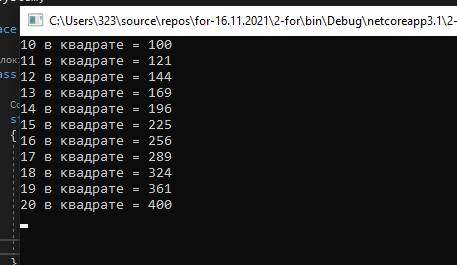 C:\Users\323\source\repos\for-16.11.2021\2-for\bin\Debug\netcoreapp3.1\2-
10 в квадрате = 100
11 в квадрате = 121
12 в квадрате = 144
13 в квадрате = 169
14 в квадрате = 196
15 в квадрате = 225
16 в квадрате = 256
17 в квадрате = 289
18 в квадрате = 324
19 в квадрате = 361
20 в квадрате = 400
{
}